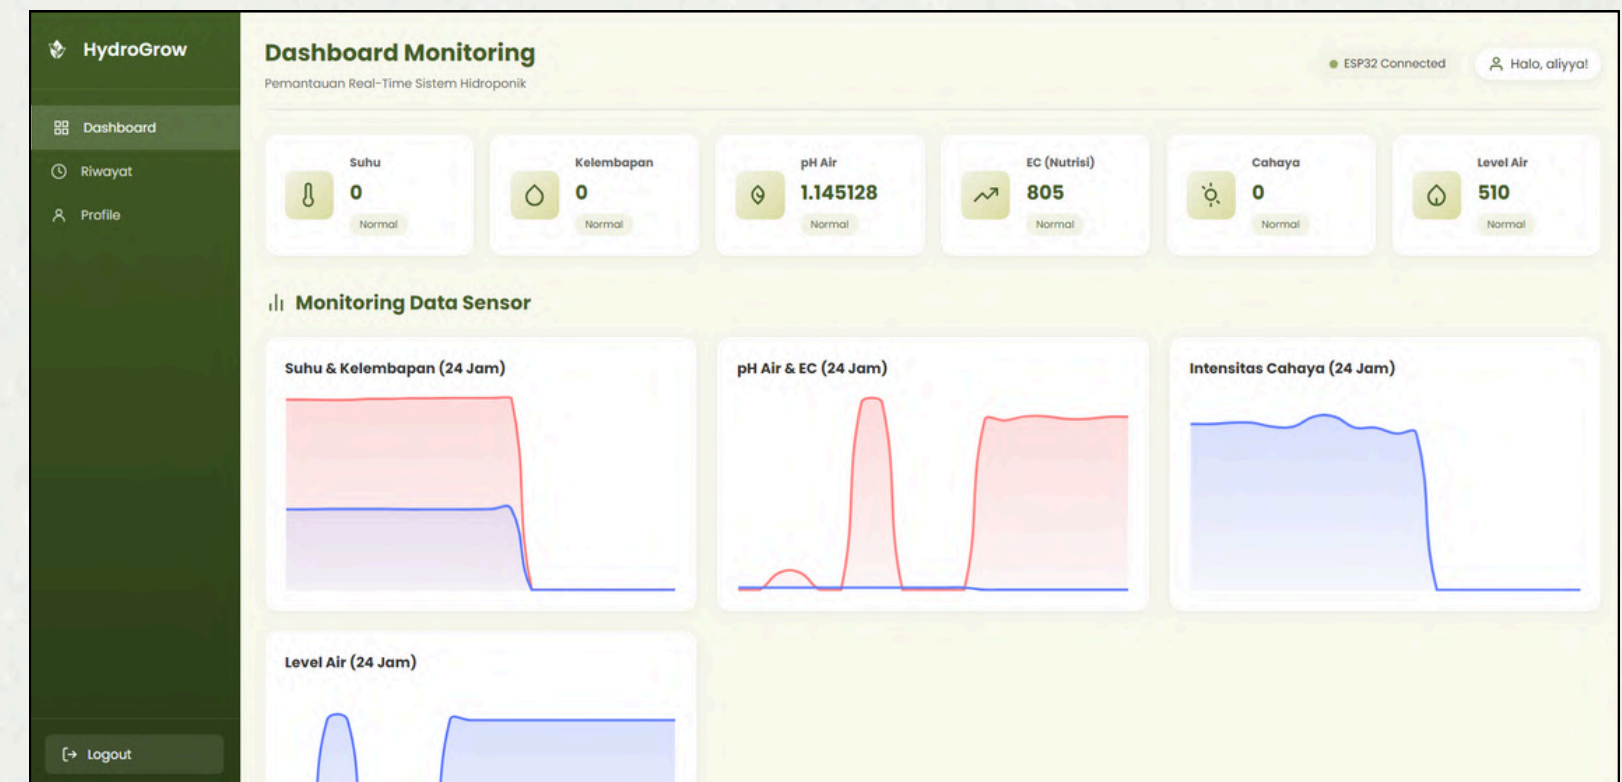 HydroGrow
Dashboard
Riwayat
Profile
Logout
Dashboard Monitoring
Pemantauan Real-Time Sistem Hidroponik
ESP32 Connected
Halo, aliyya!
Suhu
0
Normal
Kelembapan
0
Normal
pH Air
1.145128
Normal
EC (Nutrisi)
805
Normal
Cahaya
0
Normal
Level Air
510
Normal
Monitoring Data Sensor
Suhu & Kelembapan (24 Jam)
pH Air & EC (24 Jam)
Intensitas Cahaya (24 Jam)
Level Air (24 Jam)